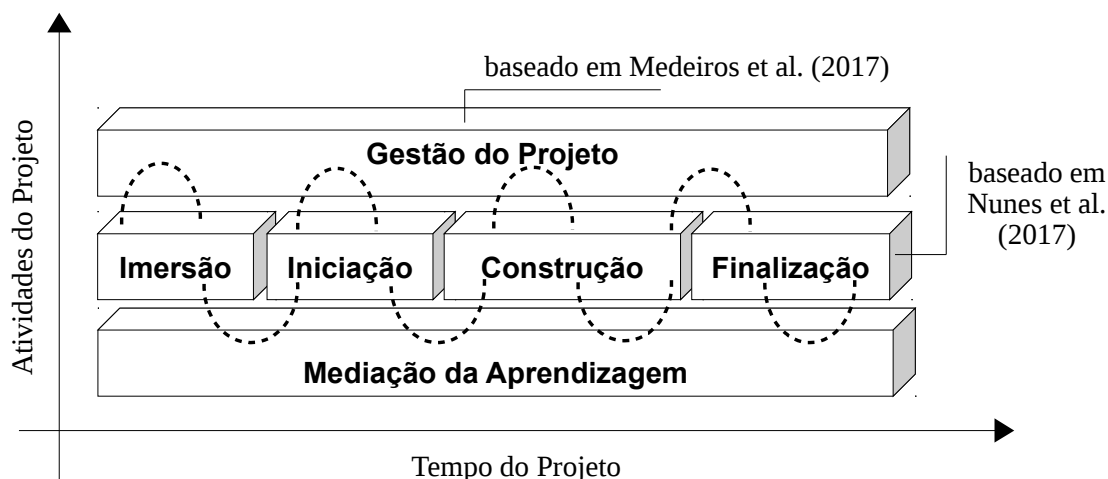 baseado em Medeiros et al. (2017)
Gestão do Projeto
baseado em
Nunes et al.
(2017)
Imersão
Iniciação
Construção
Finalização
Mediação da Aprendizagem
Atividades do Projeto
Tempo do Projeto